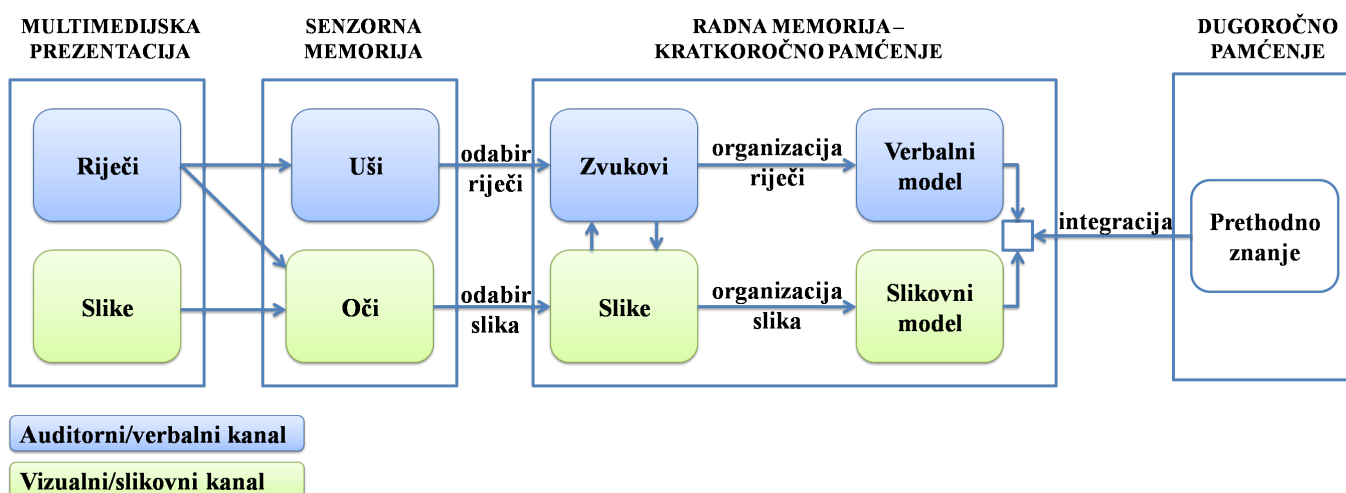 MULTIMEDIJSKA
PREZENTACIJA
SENZORNA
MEMORIJA
RADNA MEMORIJA –
KRATKOROČNO PAMĆENJE
DUGOROČNO
PAMĆENJE
Riječi
Uši
odabir
riječi
Zvukovi
organizacija
riječi
Verbalni
model
integracija
Prethodno
znanje
Slike
Oči
odabir
slika
Slike
organizacija
slika
Slikovni
model
Auditorni/verbalni kanal
Vizualni/slikovni kanal